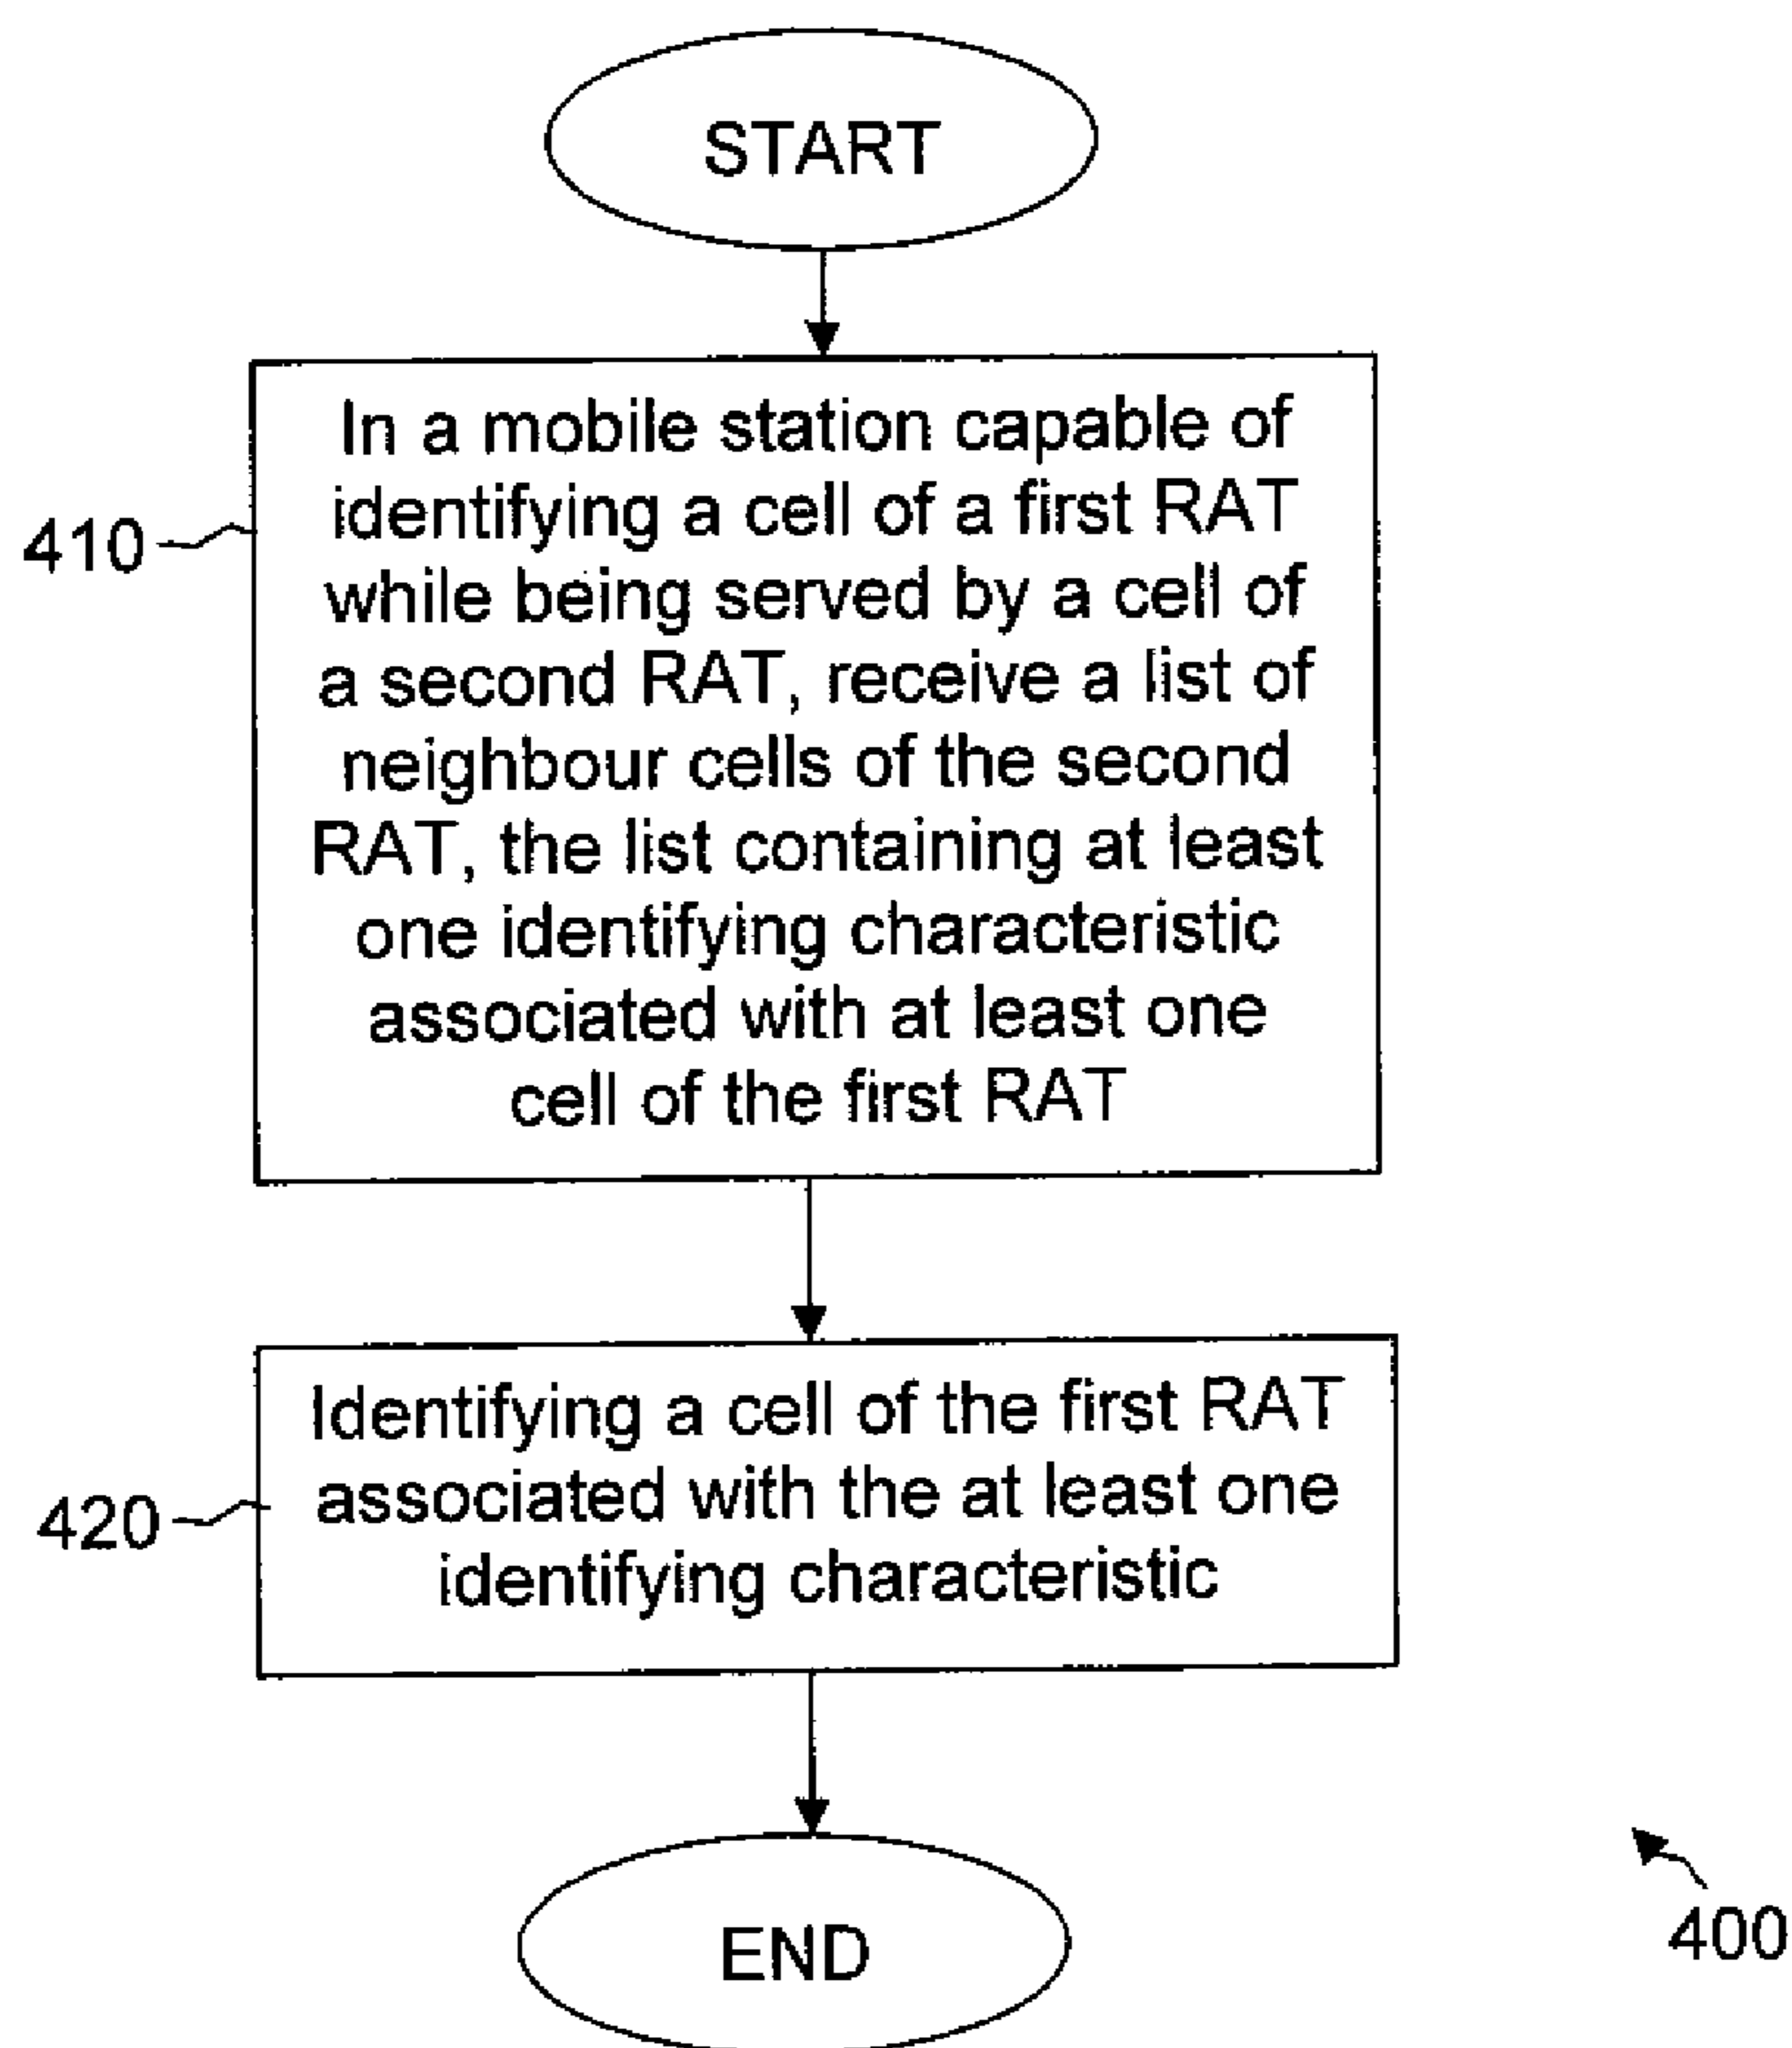 START
410
In a mobile station capable of
identifying a cell of a first RAT
while being served by a cell of
a second RAT, receive a list of
neighbour cells of the second
RAT, the list containing at least
one identifying characteristic
associated with at least one
cell of the first RAT
420
Identifying a cell of the first RAT
associated with the at least one
identifying characteristic
END
400